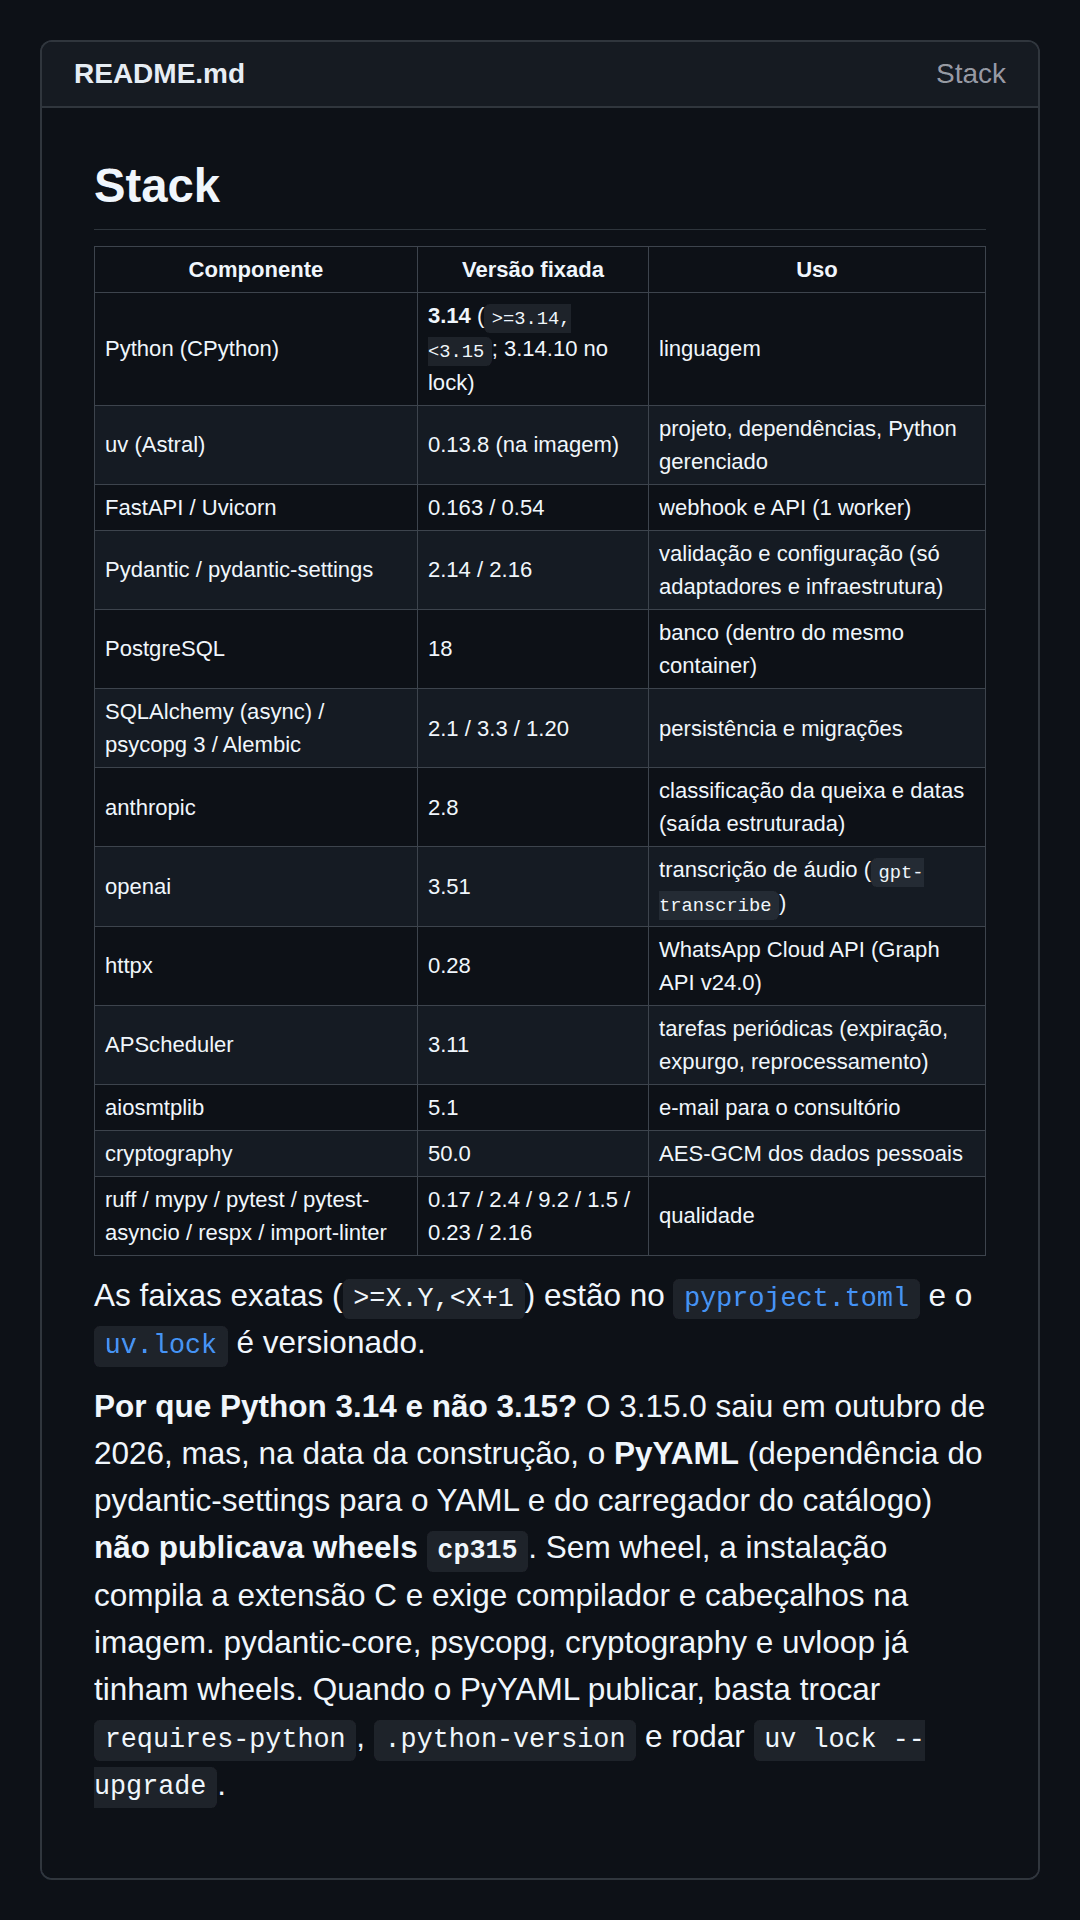 README.md
Stack
Stack
Componente Versão fixada Uso
Python (CPython)
3.14 ( >=3.14,
<3.15 ; 3.14.10 no
lock)
linguagem
uv (Astral)
0.13.8 (na imagem)
projeto, dependências, Python
gerenciado
FastAPI / Uvicorn
0.163 / 0.54
webhook e API (1 worker)
Pydantic / pydantic-settings
2.14 / 2.16
validação e configuração (só
adaptadores e infraestrutura)
PostgreSQL
18
banco (dentro do mesmo
container)
SQLAlchemy (async) /
psycopg 3 / Alembic
2.1 / 3.3 / 1.20
persistência e migrações
anthropic
2.8
classificação da queixa e datas
(saída estruturada)
openai
3.51
transcrição de áudio ( gpt-
transcribe )
httpx
0.28
WhatsApp Cloud API (Graph
API v24.0)
APScheduler
3.11
tarefas periódicas (expiração,
expurgo, reprocessamento)
aiosmtplib
5.1
e-mail para o consultório
cryptography
50.0
AES-GCM dos dados pessoais
ruff / mypy / pytest / pytest-
asyncio / respx / import-linter
0.17 / 2.4 / 9.2 / 1.5 /
0.23 / 2.16
qualidade
As faixas exatas ( >=X.Y,<X+1 ) estão no pyproject.toml e o
uv.lock é versionado.
Por que Python 3.14 e não 3.15? O 3.15.0 saiu em outubro de
2026, mas, na data da construção, o PyYAML (dependência do
pydantic-settings para o YAML e do carregador do catálogo)
não publicava wheels cp315. Sem wheel, a instalação
compila a extensão C e exige compilador e cabeçalhos na
imagem. pydantic-core, psycopg, cryptography e uvloop já
tinham wheels. Quando o PyYAML publicar, basta trocar
requires-python , .python-version e rodar uv lock --
upgrade .